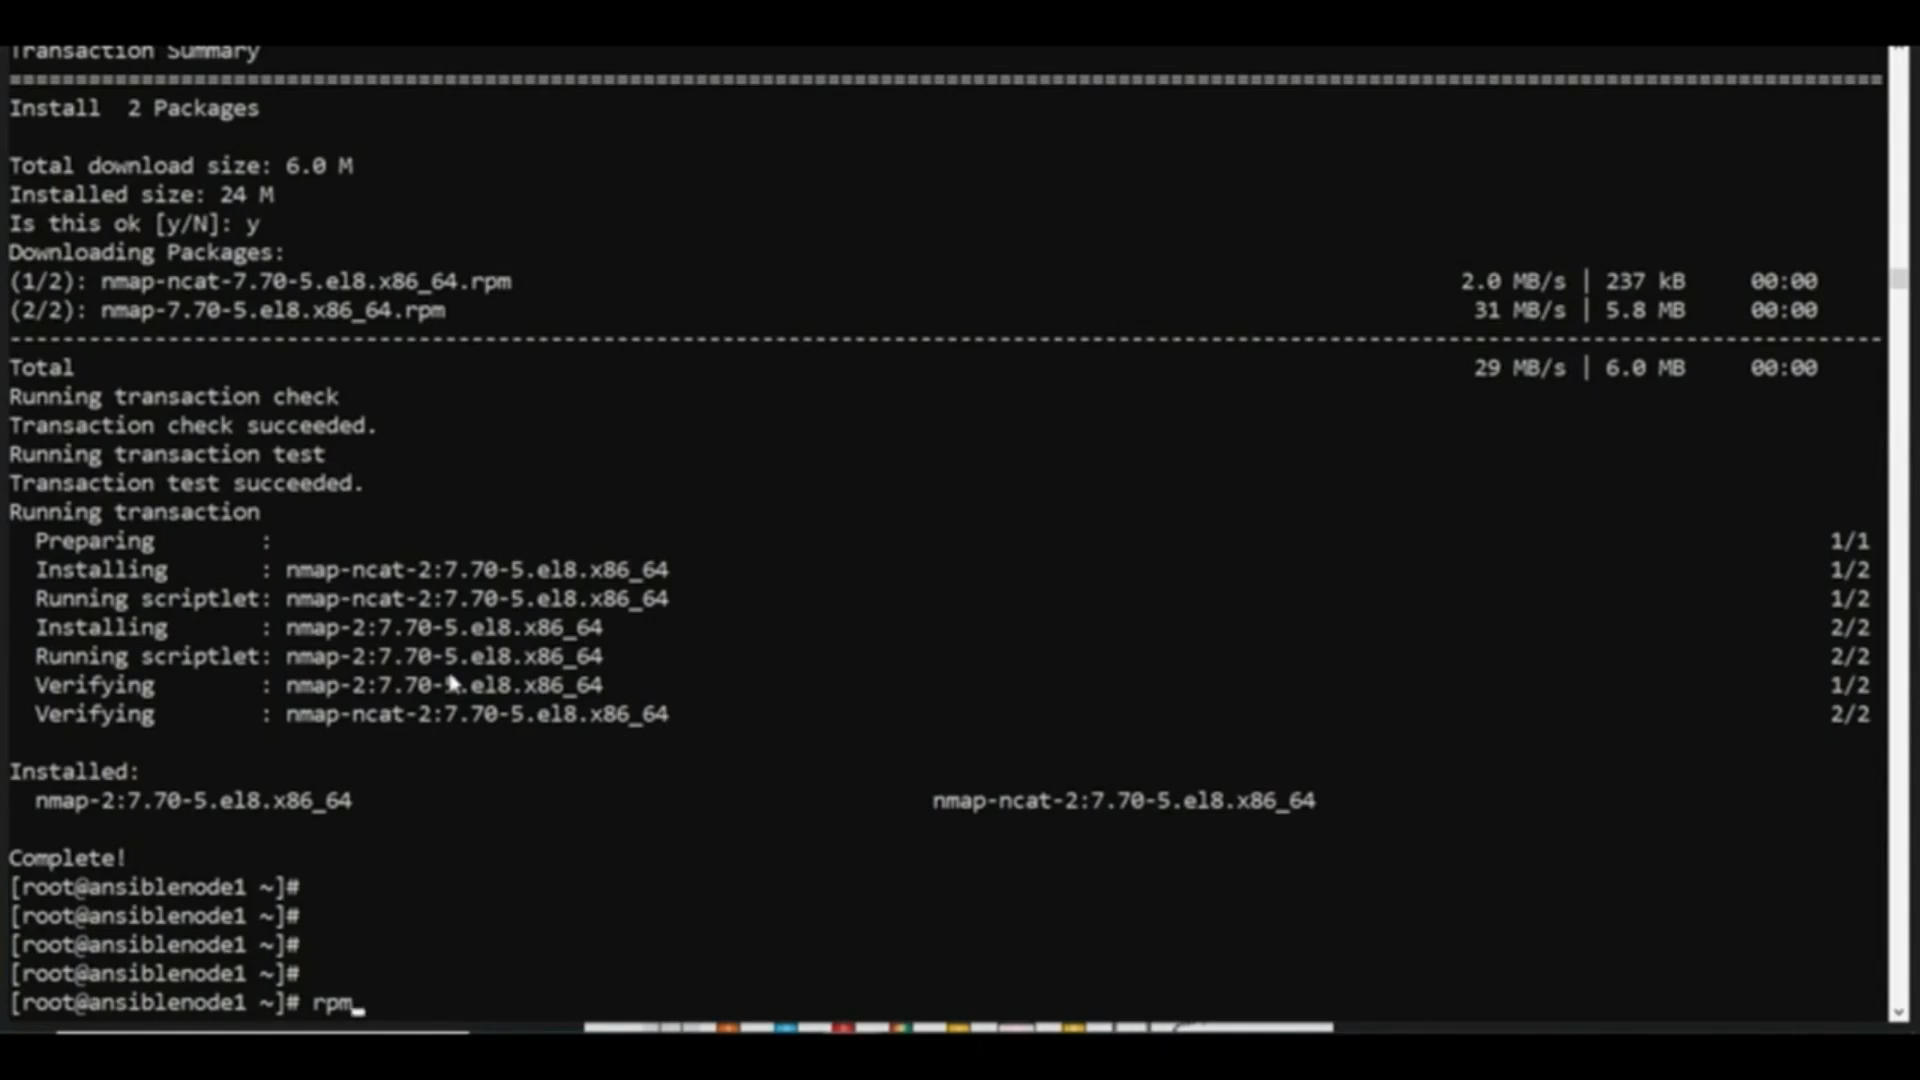 Transaction Summary
================================================================================
Install  2 Packages
Total download size: 6.0 M
Installed size: 24 M
Is this ok [y/N]: y
Downloading Packages:
(1/2): nmap-ncat-7.70-5.el8.x86_64.rpm 2.0 MB/s | 237 kB 00:00
(2/2): nmap-7.70-5.el8.x86_64.rpm 31 MB/s | 5.8 MB 00:00
--------------------------------------------------------------------------------
Total 29 MB/s | 6.0 MB 00:00
Running transaction check
Transaction check succeeded.
Running transaction test
Transaction test succeeded.
Running transaction
Preparing : 1/1
Installing : nmap-ncat-2:7.70-5.el8.x86_64 1/2
Running scriptlet: nmap-ncat-2:7.70-5.el8.x86_64 1/2
Installing : nmap-2:7.70-5.el8.x86_64 2/2
Running scriptlet: nmap-2:7.70-5.el8.x86_64 2/2
Verifying : nmap-2:7.70-5.el8.x86_64 1/2
Verifying : nmap-ncat-2:7.70-5.el8.x86_64 2/2
Installed:
nmap-2:7.70-5.el8.x86_64 nmap-ncat-2:7.70-5.el8.x86_64
Complete!
[root@ansiblenode1 ~]#
[root@ansiblenode1 ~]#
[root@ansiblenode1 ~]#
[root@ansiblenode1 ~]#
[root@ansiblenode1 ~]# rpm